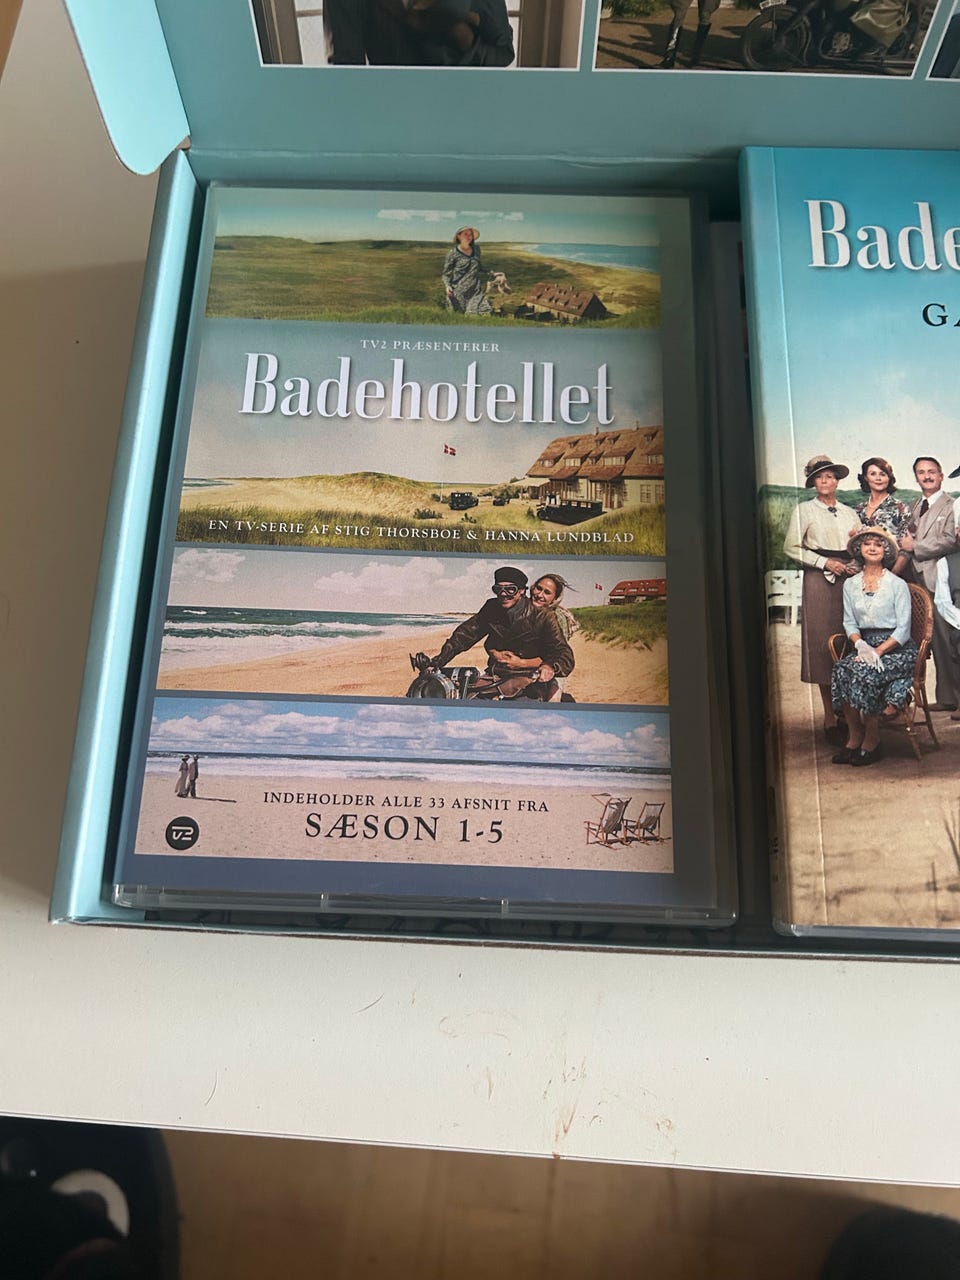 TV2 PRÆSENTERER
Badehotellet
EN TV-SERIE AF STIG THORSBOE & HANNA LUNDBLAD
INDEHOLDER ALLE 33 AFSNIT FRA
SÆSON 1-5
TV2
Bade
GA